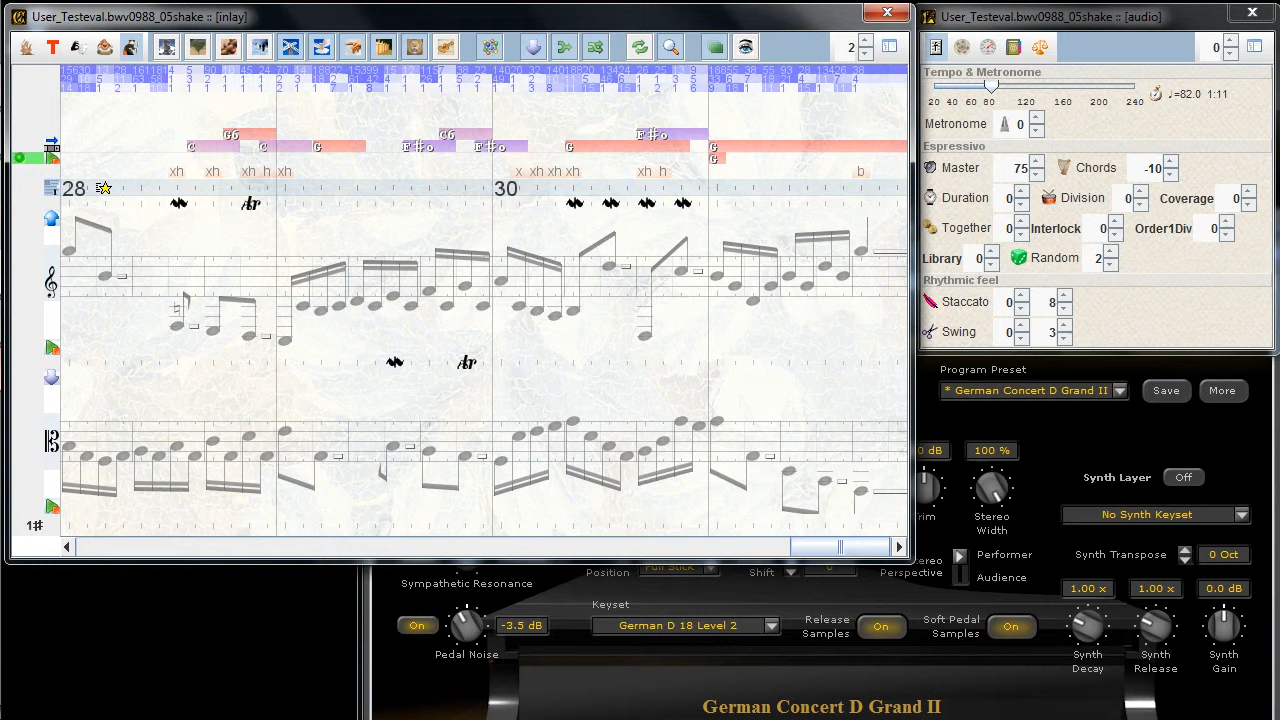 User_Testeval.bwv0988_05shake :: [inlay]
2
G6 C6 F#o
C C G F#o F#o G G
G
xh xh xh h xh x xh xh xh xh h b
28 30
1#
User_Testeval.bwv0988_05shake :: [audio]
0
Tempo & Metronome
20 40 60 80 120 160 200 240
♩=82.0 1:11
Metronome 0
Espressivo
Master 75 Chords -10
Duration 0 Division 0 Coverage 0
Together 0 Interlock 0 Order1Div 0
Library 0 Random 2
Rhythmic feel
Staccato 0 8
Swing 0 3
Program Preset
* German Concert D Grand II Save More
0 dB 100 %
Synth Layer Off
Stereo Width
No Synth Keyset
Performer
Audience
Perspective
Synth Transpose 0 Oct
Position Full Stick Shift 0
Sympathetic Resonance
1.00 x 1.00 x 0.0 dB
Keyset
On -3.5 dB German D 18 Level 2 Release Samples On Soft Pedal Samples On
Pedal Noise
Synth Decay Synth Release Synth Gain
German Concert D Grand II